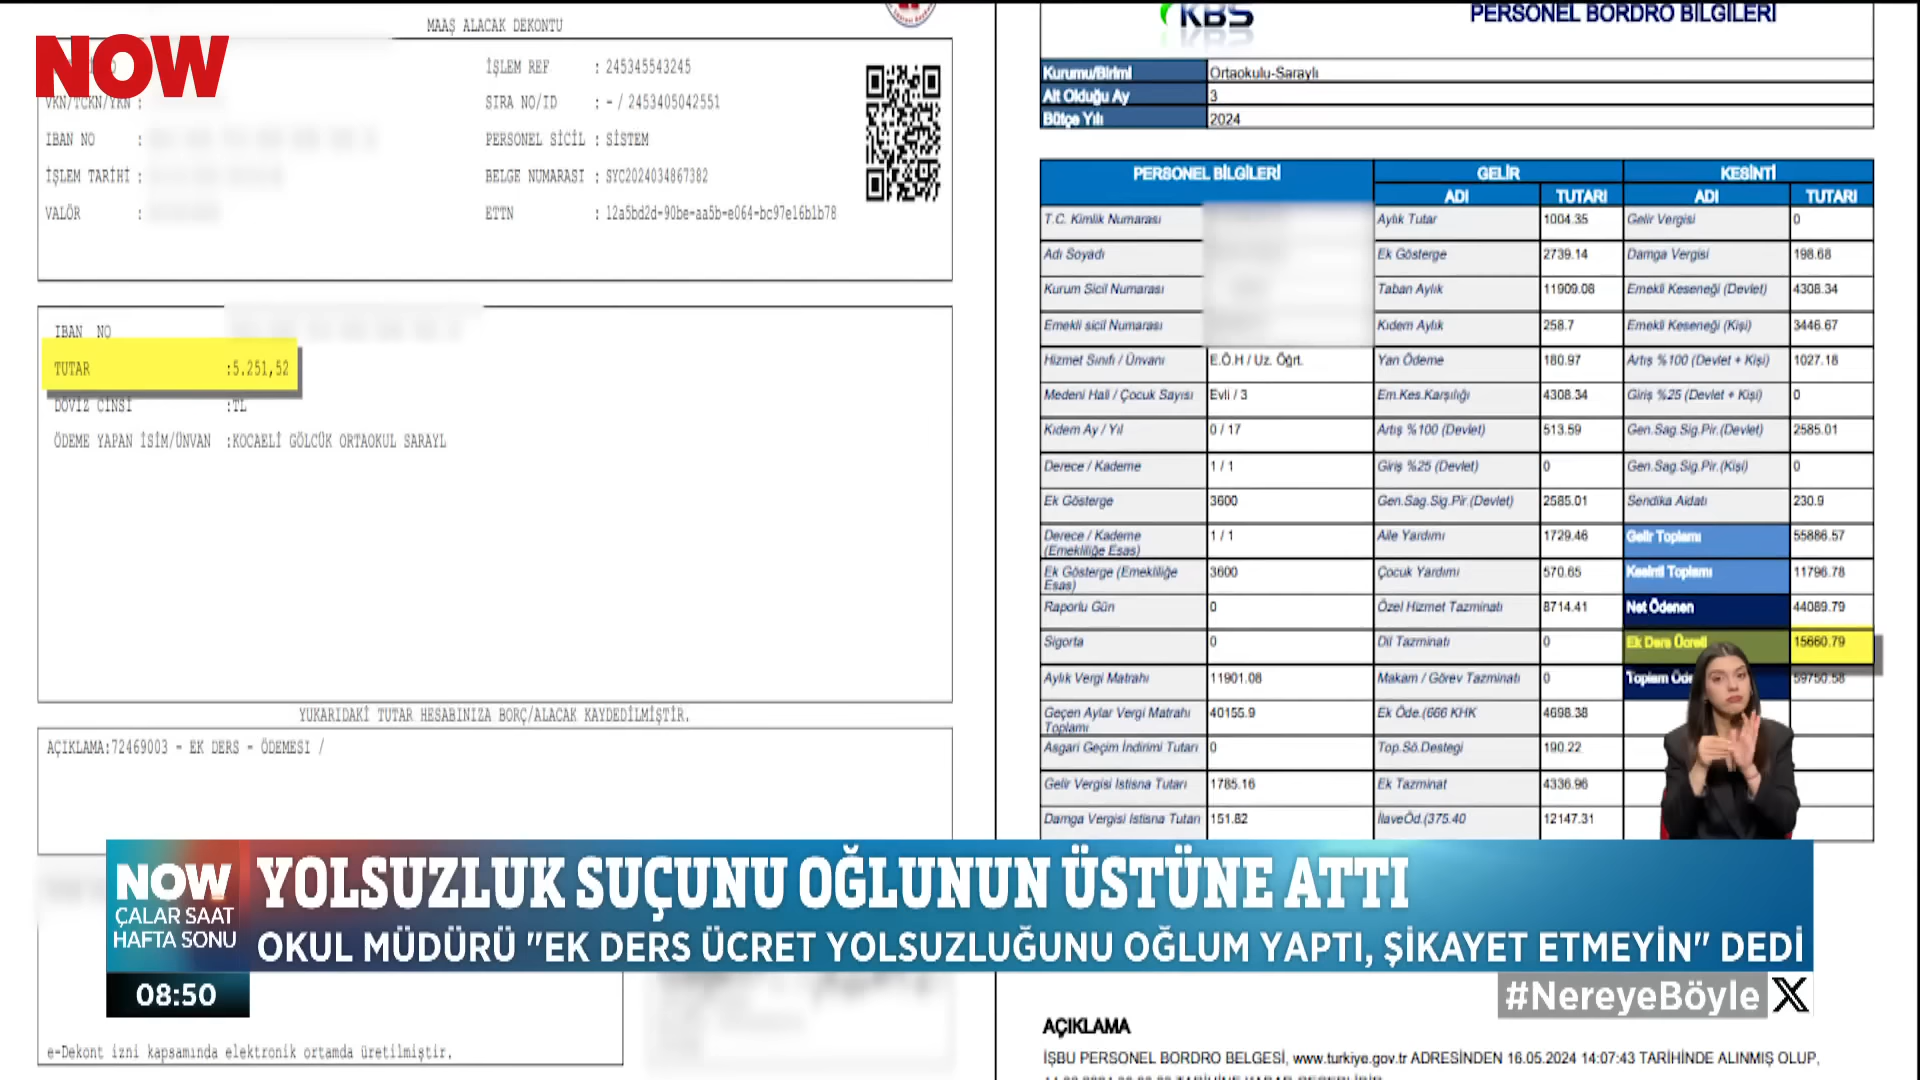 MAAŞ ALACAK DEKONTU
NOW
VKN/TCKN/YKN :
IBAN NO :
İŞLEM TARİHİ :
VALÖR :
İŞLEM REF : 245345543245
SIRA NO/ID : - / 2453405042551
PERSONEL SİCİL : SİSTEM
BELGE NUMARASI : SYC2024034867382
ETTN : 12a5bd2d-90be-aa5b-e064-bc97e16b1b78
IBAN NO
TUTAR :5.251,52
DÖVİZ CİNSİ :TL
ÖDEME YAPAN İSİM/ÜNVAN :KOCAELİ GÖLCÜK ORTAOKUL SARAYL
YUKARIDAKİ TUTAR HESABINIZA BORÇ/ALACAK KAYDEDİLMİŞTİR.
AÇIKLAMA:72469003 - EK DERS - ÖDEMESI /
e-Dekont izni kapsamında elektronik ortamda üretilmiştir.
KBS
PERSONEL BORDRO BİLGİLERİ
Kurumu/Birimi Ortaokulu-Saraylı
Ait Olduğu Ay 3
Bütçe Yılı 2024
PERSONEL BİLGİLERİ GELİR KESİNTİ
ADI TUTARI ADI TUTARI
T.C. Kimlik Numarası Aylık Tutar 1004.35 Gelir Vergisi 0
Adı Soyadı Ek Gösterge 2739.14 Damga Vergisi 198.68
Kurum Sicil Numarası Taban Aylık 11909.08 Emekli Keseneği (Devlet) 4308.34
Emekli sicil Numarası Kıdem Aylık 258.7 Emekli Keseneği (Kişi) 3446.67
Hizmet Sınıfı / Ünvanı E.Ö.H / Uz. Öğrt. Yan Ödeme 180.97 Artış %100 (Devlet + Kişi) 1027.18
Medeni Hali / Çocuk Sayısı Evli / 3 Em.Kes.Karşılığı 4308.34 Giriş %25 (Devlet + Kişi) 0
Kıdem Ay / Yıl 0 / 17 Artış %100 (Devlet) 513.59 Gen.Sag.Sig.Pir.(Devlet) 2585.01
Derece / Kademe 1 / 1 Giriş %25 (Devlet) 0 Gen.Sag.Sig.Pir.(Kişi) 0
Ek Gösterge 3600 Gen.Sag.Sig.Pir.(Devlet) 2585.01 Sendika Aidatı 230.9
Derece / Kademe (Emekliliğe Esas) 1 / 1 Aile Yardımı 1729.46 Gelir Toplamı 55886.57
Ek Gösterge (Emekliliğe Esas) 3600 Çocuk Yardımı 570.65 Kesinti Toplamı 11796.78
Raporlu Gün 0 Özel Hizmet Tazminatı 8714.41 Net Ödenen 44089.79
Sigorta 0 Dil Tazminatı 0 Ek Ders Ücreti 15660.79
Aylık Vergi Matrahı 11901.08 Makam / Görev Tazminatı 0 Toplam Öde 59750.58
Geçen Aylar Vergi Matrahı Toplamı 40155.9 Ek Öde.(666 KHK 4698.38
Asgari Geçim İndirimi Tutarı 0 Top.Sö.Destegi 190.22
Gelir Vergisi Istisna Tutarı 1785.16 Ek Tazminat 4336.96
Damga Vergisi Istisna Tutarı 151.82 İlaveÖd.(375.40 12147.31
NOW
ÇALAR SAAT
HAFTA SONU
YOLSUZLUK SUÇUNU OĞLUNUN ÜSTÜNE ATTI
OKUL MÜDÜRÜ "EK DERS ÜCRET YOLSUZLUĞUNU OĞLUM YAPTI, ŞİKAYET ETMEYİN" DEDİ
08:50
#NereyeBöyle X
AÇIKLAMA
İŞBU PERSONEL BORDRO BELGESİ, www.turkiye.gov.tr ADRESİNDEN 16.05.2024 14:07:43 TARİHİNDE ALINMIŞ OLUP,